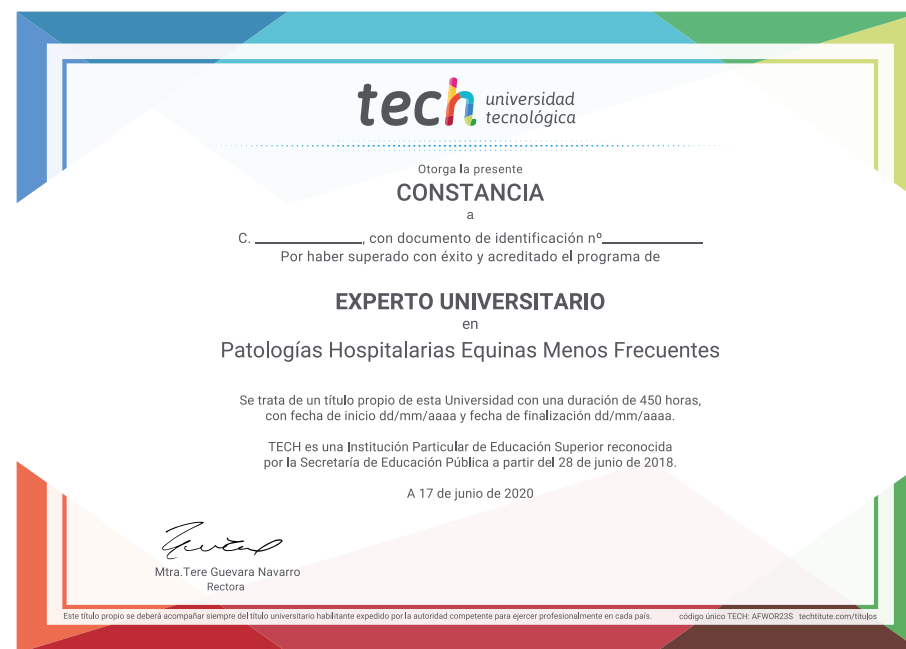 tech universidad
tecnológica
Otorga la presente
CONSTANCIA
a
C. ____________, con documento de identificación nº____________
Por haber superado con éxito y acreditado el programa de
EXPERTO UNIVERSITARIO
en
Patologías Hospitalarias Equinas Menos Frecuentes
Se trata de un título propio de esta Universidad con una duración de 450 horas,
con fecha de inicio dd/mm/aaaa y fecha de finalización dd/mm/aaaa.
TECH es una Institución Particular de Educación Superior reconocida
por la Secretaría de Educación Pública a partir del 28 de junio de 2018.
A 17 de junio de 2020
Mtra.Tere Guevara Navarro
Rectora
Este título propio se deberá acompañar siempre del título universitario habilitante expedido por la autoridad competente para ejercer profesionalmente en cada país. código único TECH: AFWOR23S techtitute.com/titulos